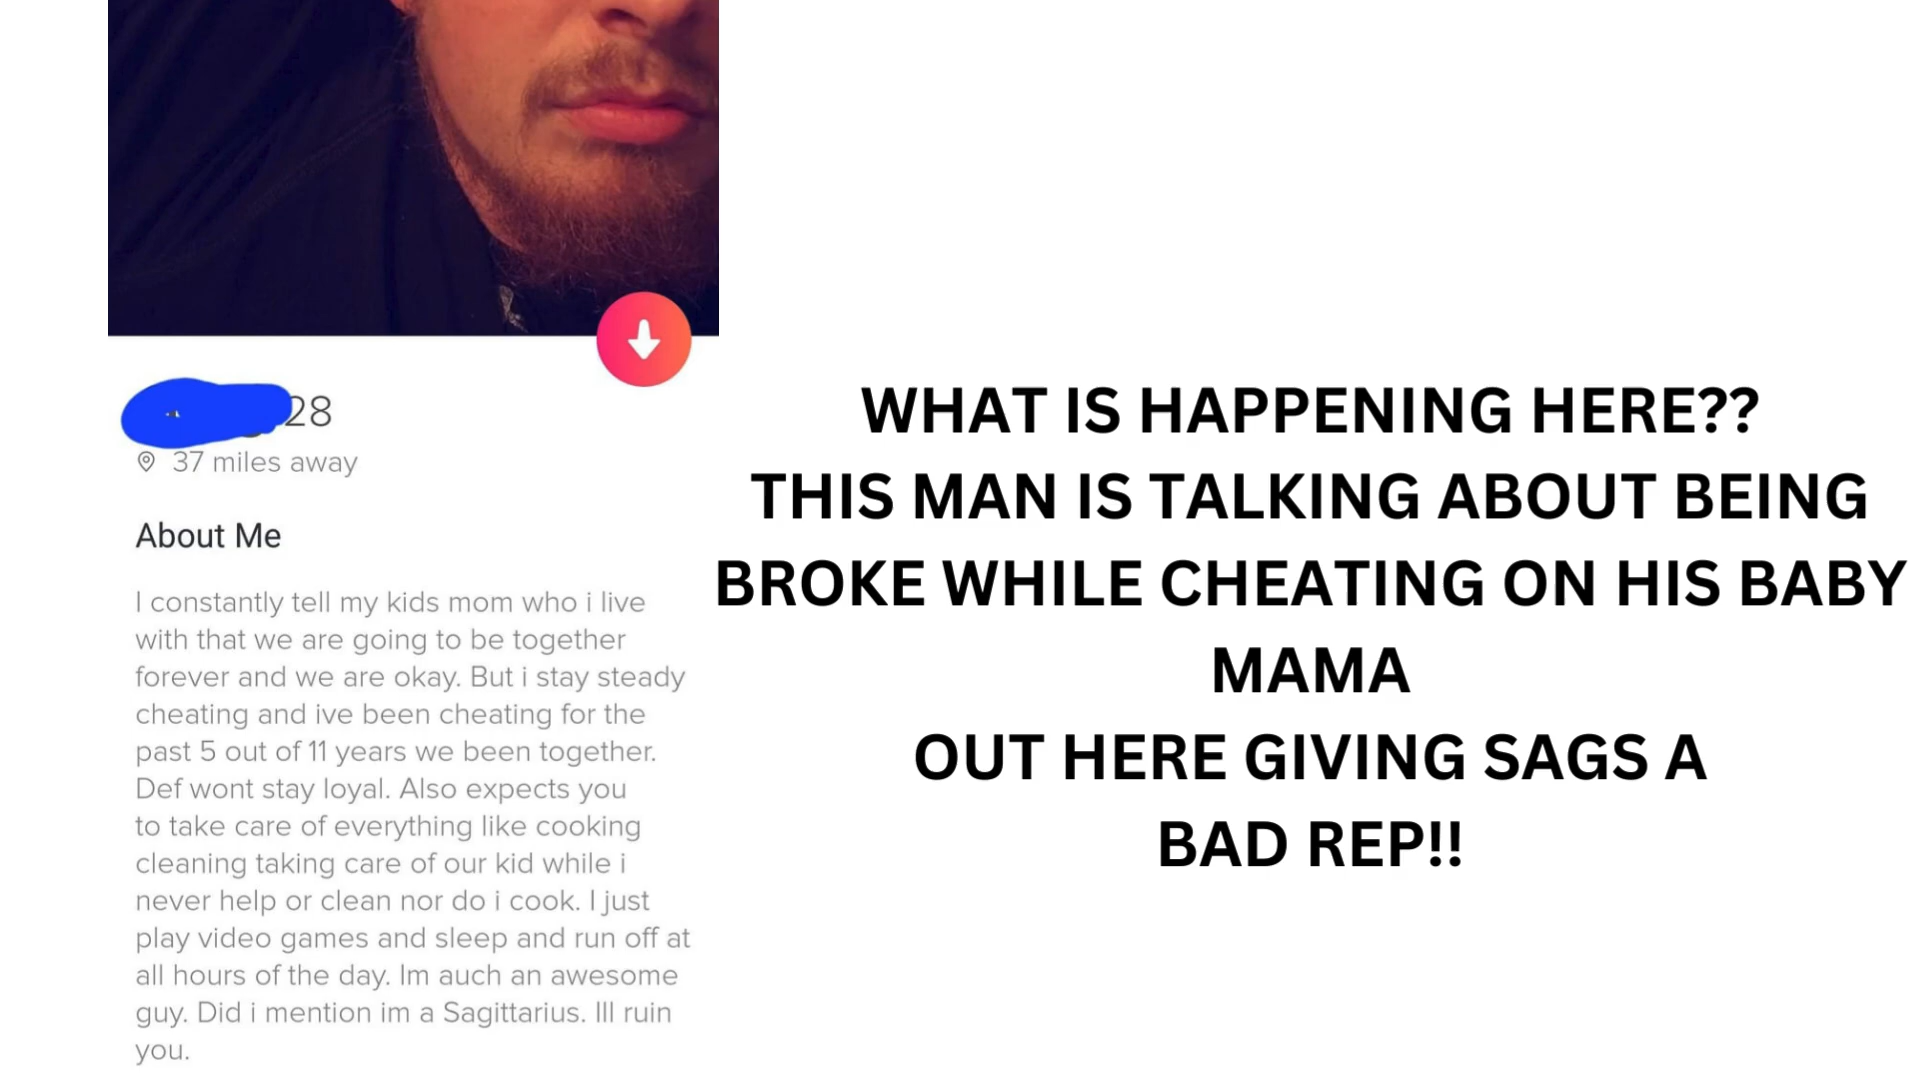 28
37 miles away
About Me
I constantly tell my kids mom who i live
with that we are going to be together
forever and we are okay. But i stay steady
cheating and ive been cheating for the
past 5 out of 11 years we been together.
Def wont stay loyal. Also expects you
to take care of everything like cooking
cleaning taking care of our kid while i
never help or clean nor do i cook. I just
play video games and sleep and run off at
all hours of the day. Im auch an awesome
guy. Did i mention im a Sagittarius. Ill ruin
you.
WHAT IS HAPPENING HERE??
THIS MAN IS TALKING ABOUT BEING
BROKE WHILE CHEATING ON HIS BABY
MAMA
OUT HERE GIVING SAGS A
BAD REP!!